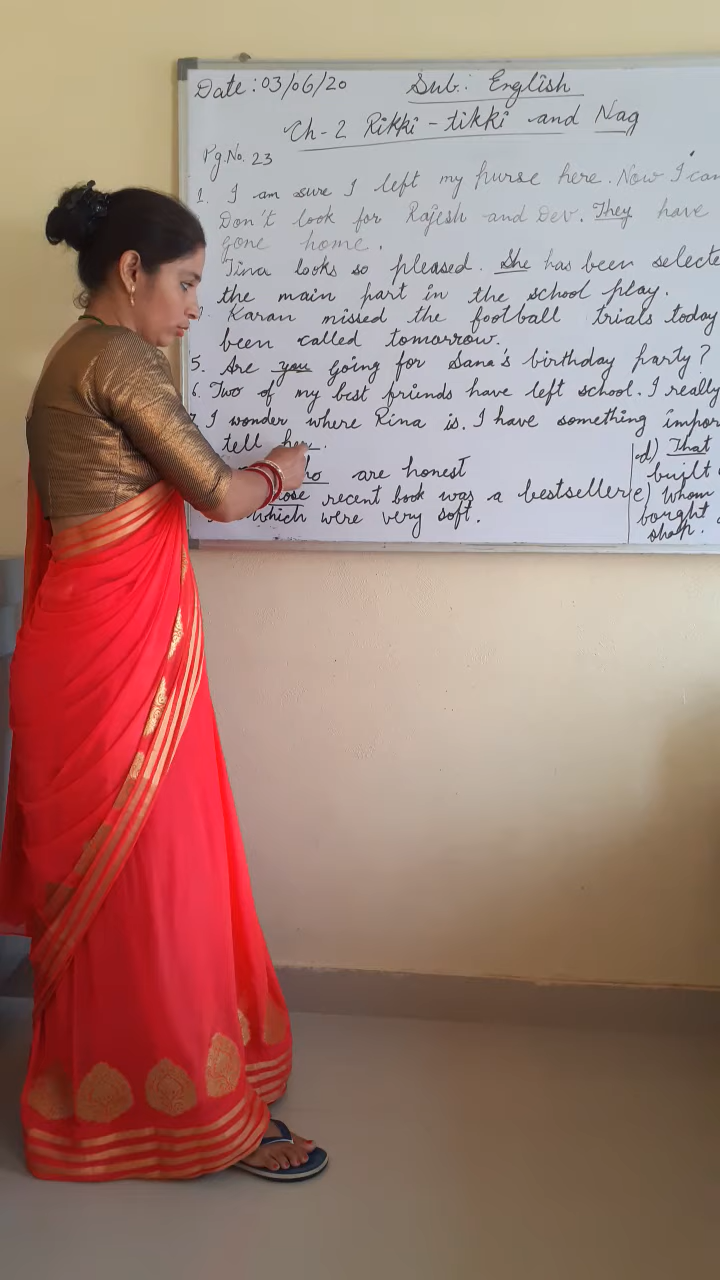 Date: 03/06/20 Sub.: English
Ch-2 Rikki-tikki and Nag
Pg.No. 23
1. I am sure I left my purse here. Now I can
Don't look for Rajesh and Dev. They have
gone home.
Tina looks so pleased. She has been selecte
the main part in the school play.
Karan missed the football trials today
been called tomorrow.
5. Are you going for Sana's birthday party?
6. Two of my best friends have left school. I really
7. I wonder where Rina is. I have something impor
tell her.
ho are honest
ose recent book was a bestseller
which were very soft.
d) That
built
e) Whom
bought
shop.